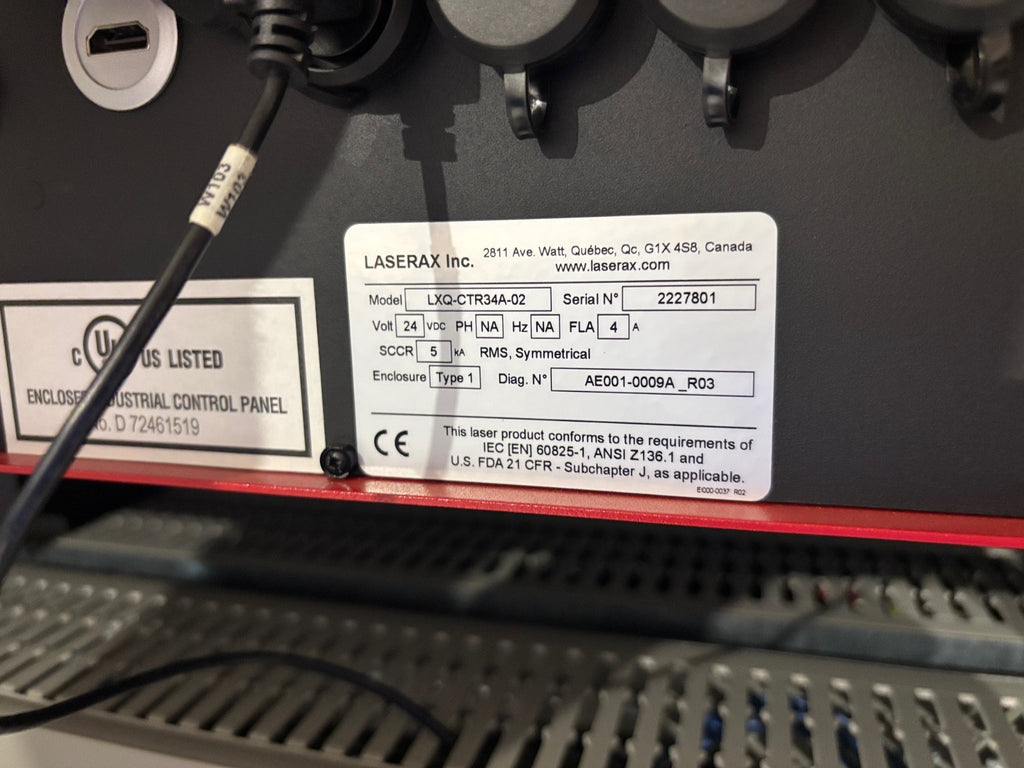 W103
W103
LASERAX Inc.
2811 Ave. Watt, Québec, Qc, G1X 4S8, Canada
www.laserax.com
Model LXQ-CTR34A-02 Serial N° 2227801
Volt 24 VDC PH NA Hz NA FLA 4 A
SCCR 5 kA RMS, Symmetrical
Enclosure Type 1 Diag. N° AE001-0009A_R03
CE This laser product conforms to the requirements of
IEC [EN] 60825-1, ANSI Z136.1 and
U.S. FDA 21 CFR - Subchapter J, as applicable.
EI000-0037 R02
C UL US LISTED
ENCLOSED INDUSTRIAL CONTROL PANEL
No. D 72461519